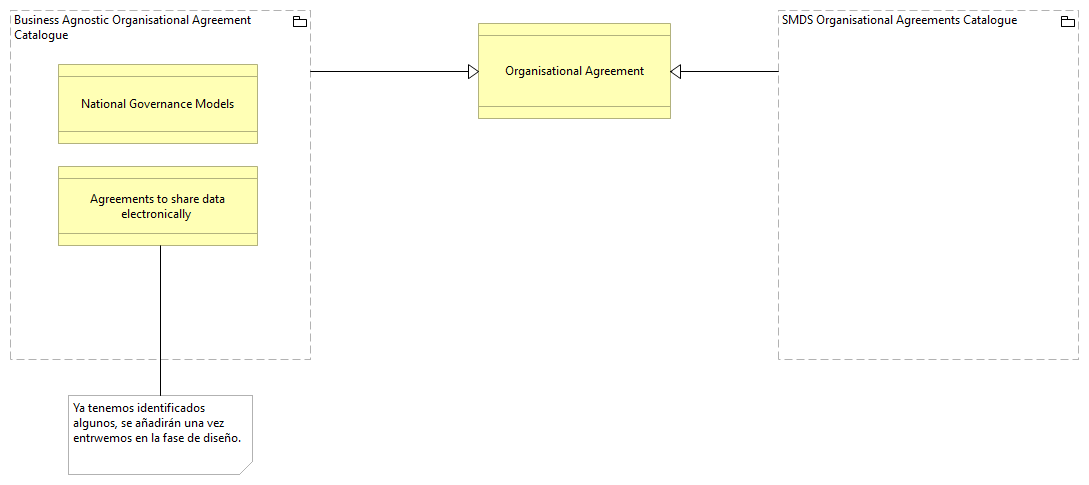 Business Agnostic Organisational Agreement
Catalogue
National Governance Models
Agreements to share data
electronically
Ya tenemos identificados
algunos, se añadirán una vez
entrwemos en la fase de diseño.
Organisational Agreement
SMDS Organisational Agreements Catalogue